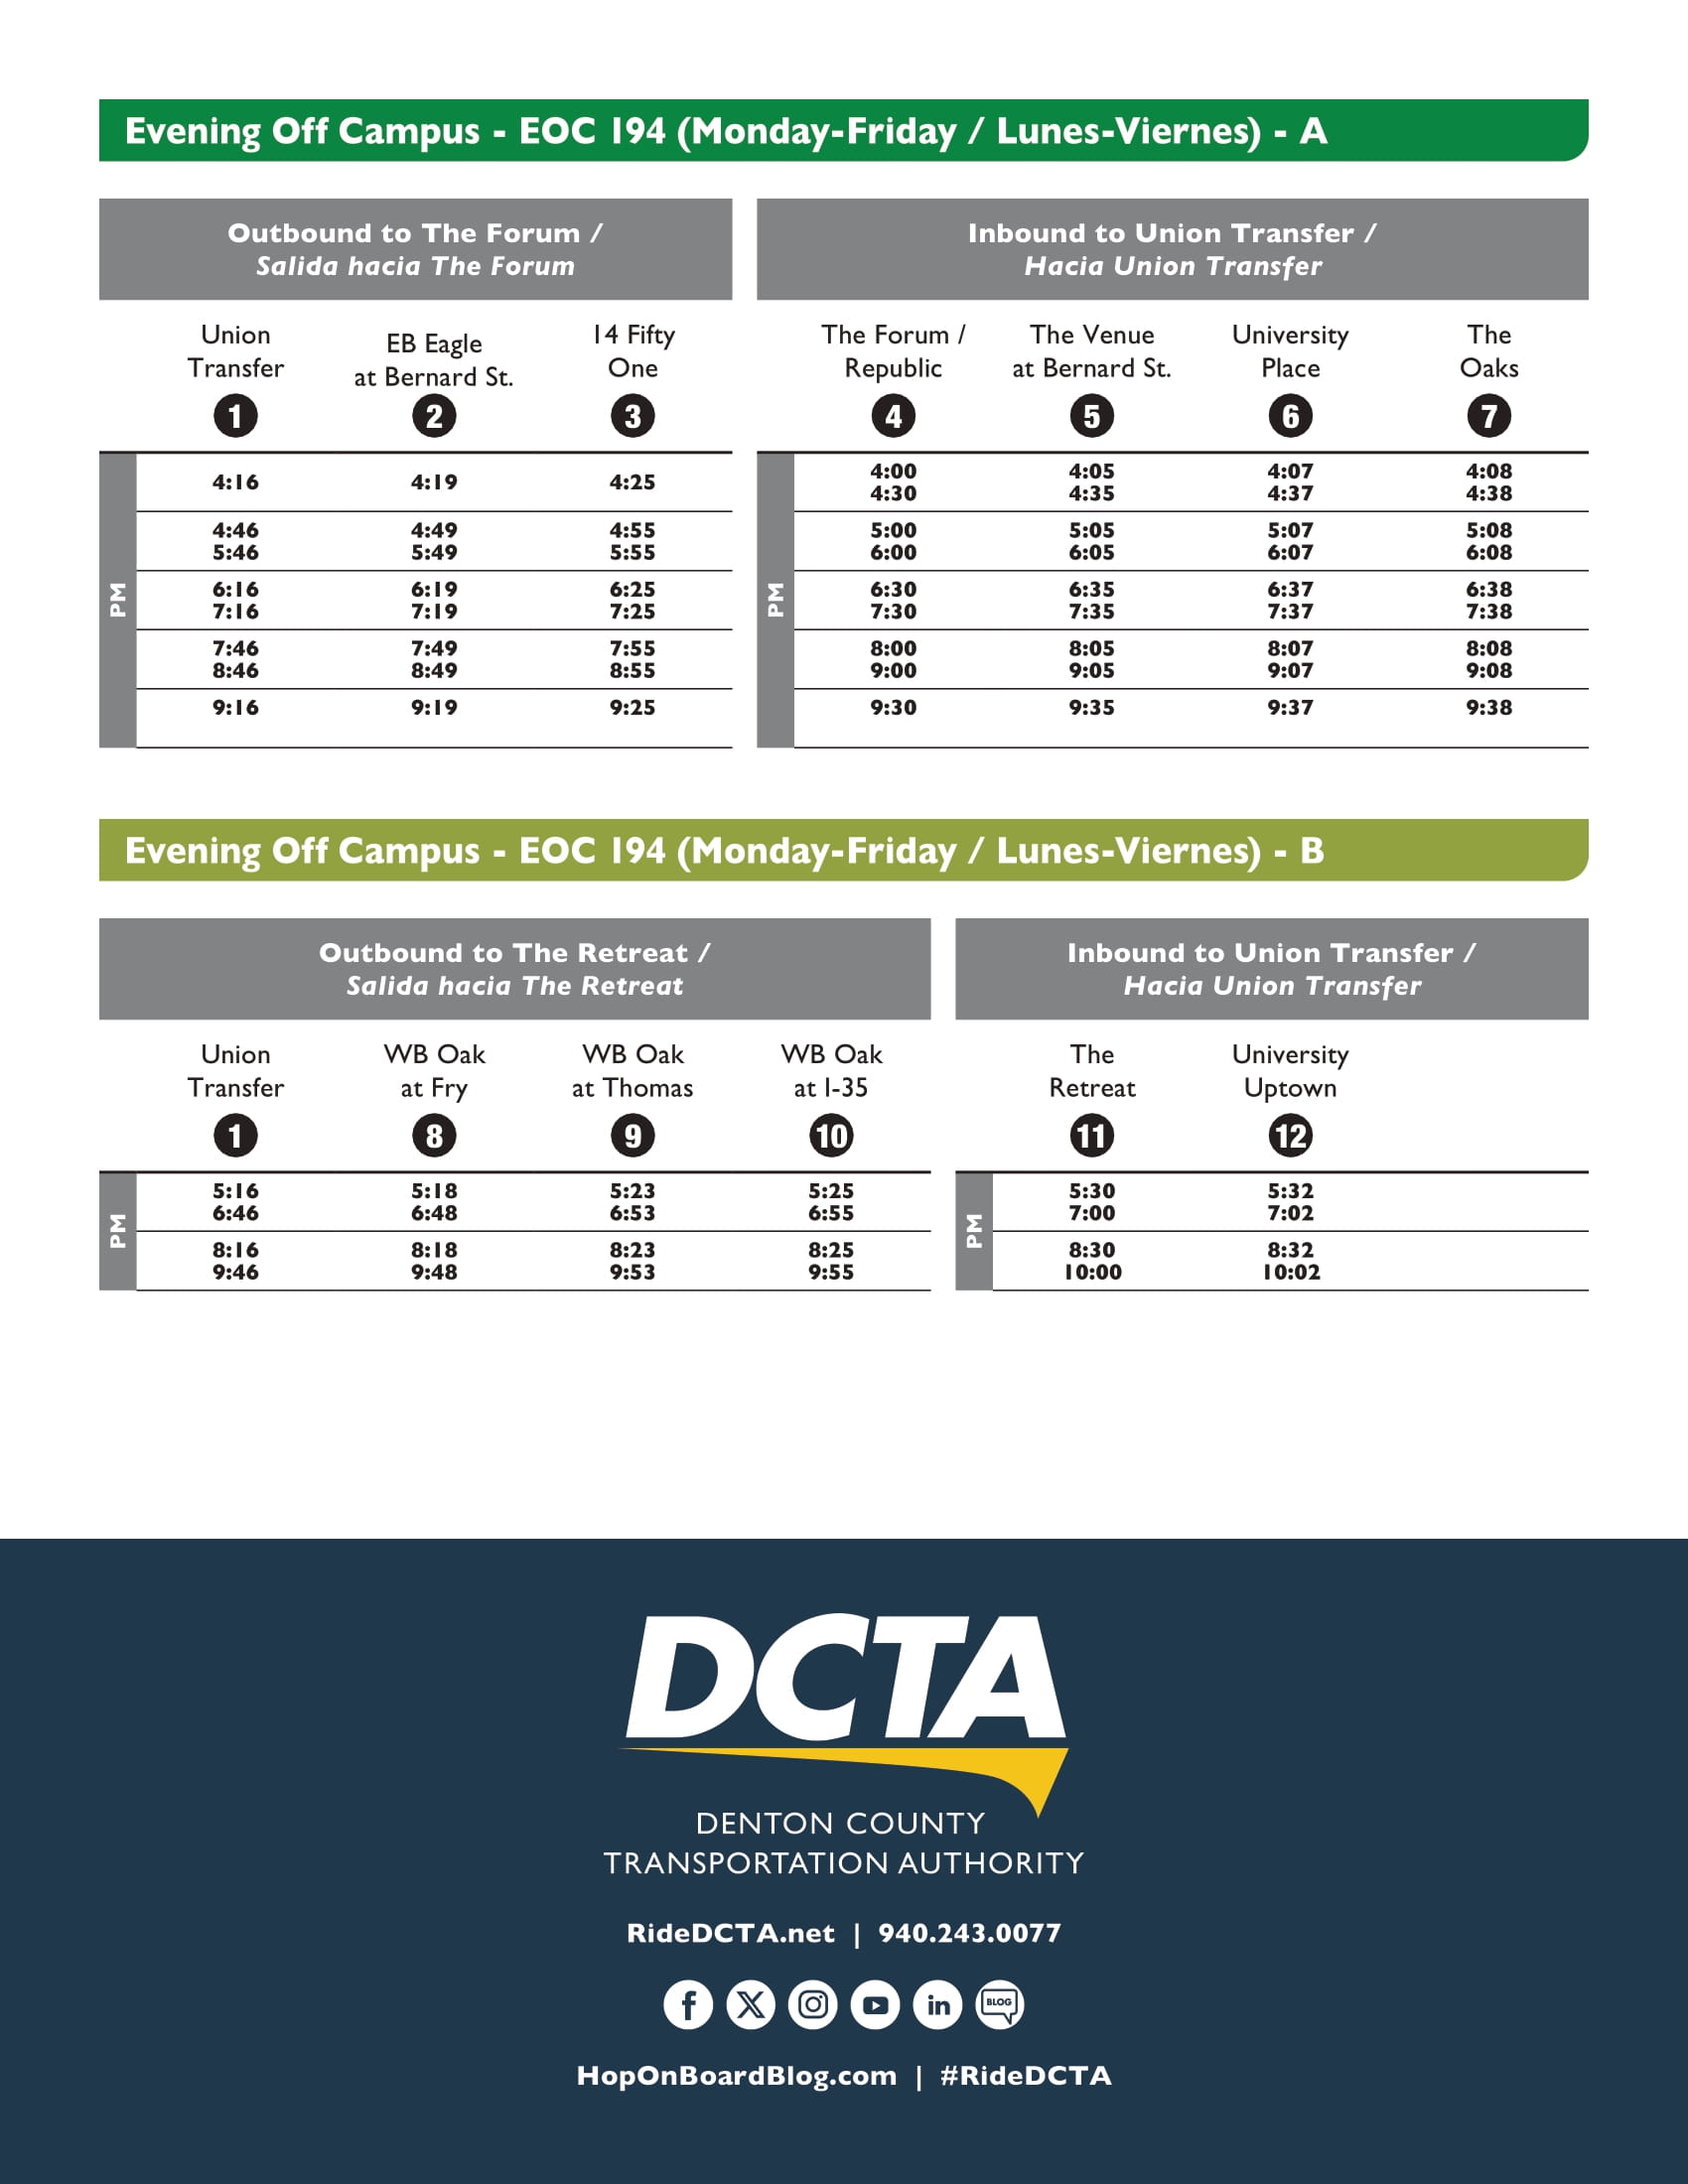 Evening Off Campus - EOC 194 (Monday-Friday / Lunes-Viernes) - A
Outbound to The Forum /
Salida hacia The Forum
Union
Transfer
1
EB Eagle
at Bernard St.
2
14 Fifty
One
3
PM
4:16 4:19 4:25
4:46 4:49 4:55
5:46 5:49 5:55
6:16 6:19 6:25
7:16 7:19 7:25
7:46 7:49 7:55
8:46 8:49 8:55
9:16 9:19 9:25
Inbound to Union Transfer /
Hacia Union Transfer
The Forum /
Republic
4
The Venue
at Bernard St.
5
University
Place
6
The
Oaks
7
PM
4:00 4:05 4:07 4:08
4:30 4:35 4:37 4:38
5:00 5:05 5:07 5:08
6:00 6:05 6:07 6:08
6:30 6:35 6:37 6:38
7:30 7:35 7:37 7:38
8:00 8:05 8:07 8:08
9:00 9:05 9:07 9:08
9:30 9:35 9:37 9:38
Evening Off Campus - EOC 194 (Monday-Friday / Lunes-Viernes) - B
Outbound to The Retreat /
Salida hacia The Retreat
Union
Transfer
1
WB Oak
at Fry
8
WB Oak
at Thomas
9
WB Oak
at I-35
10
PM
5:16 5:18 5:23 5:25
6:46 6:48 6:53 6:55
8:16 8:18 8:23 8:25
9:46 9:48 9:53 9:55
Inbound to Union Transfer /
Hacia Union Transfer
The
Retreat
11
University
Uptown
12
PM
5:30 5:32
7:00 7:02
8:30 8:32
10:00 10:02
DCTA
DENTON COUNTY
TRANSPORTATION AUTHORITY
RideDCTA.net | 940.243.0077
f X in BLOG
HopOnBoardBlog.com | #RideDCTA